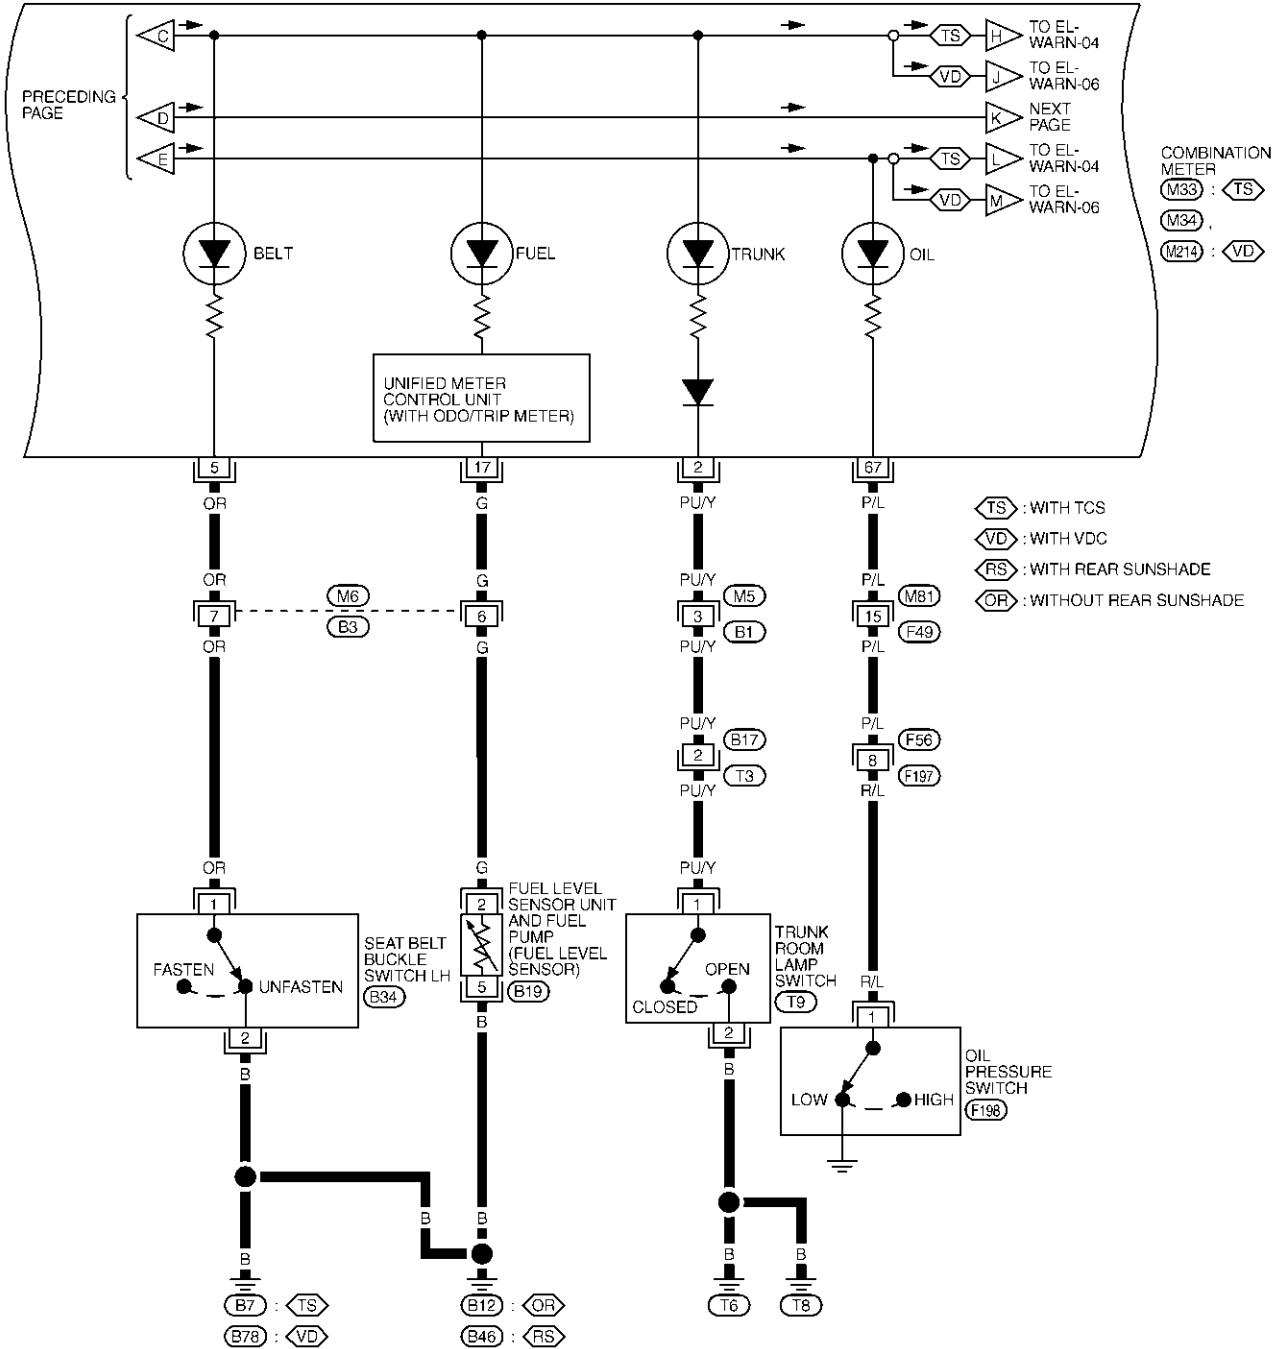 PRECEDING
PAGE
C
TS
H
TO EL-
WARN-04
VD
J
TO EL-
WARN-06
D
K
NEXT
PAGE
E
TS
L
TO EL-
WARN-04
VD
M
TO EL-
WARN-06
COMBINATION
METER
M33 : TS
M34 ,
M214 : VD
BELT
FUEL
TRUNK
OIL
UNIFIED METER
CONTROL UNIT
(WITH ODO/TRIP METER)
5
17
2
67
OR
G
PU/Y
P/L
TS : WITH TCS
VD : WITH VDC
RS : WITH REAR SUNSHADE
OR : WITHOUT REAR SUNSHADE
OR
G
PU/Y
P/L
7
M6
B3
6
3
M5
B1
15
M81
F49
OR
G
PU/Y
P/L
PU/Y
P/L
2
B17
T3
8
F56
F197
PU/Y
R/L
OR
G
PU/Y
1
2
FUEL LEVEL
SENSOR UNIT
AND FUEL
PUMP
(FUEL LEVEL
SENSOR)
B19
5
B
1
FASTEN
UNFASTEN
SEAT BELT
BUCKLE
SWITCH LH
B34
2
B
OPEN
CLOSED
TRUNK
ROOM
LAMP
SWITCH
T9
2
B
R/L
1
LOW
HIGH
OIL
PRESSURE
SWITCH
F198
B
B
B
B
B
B7 : TS
B78 : VD
B12 : OR
B46 : RS
T6
T8